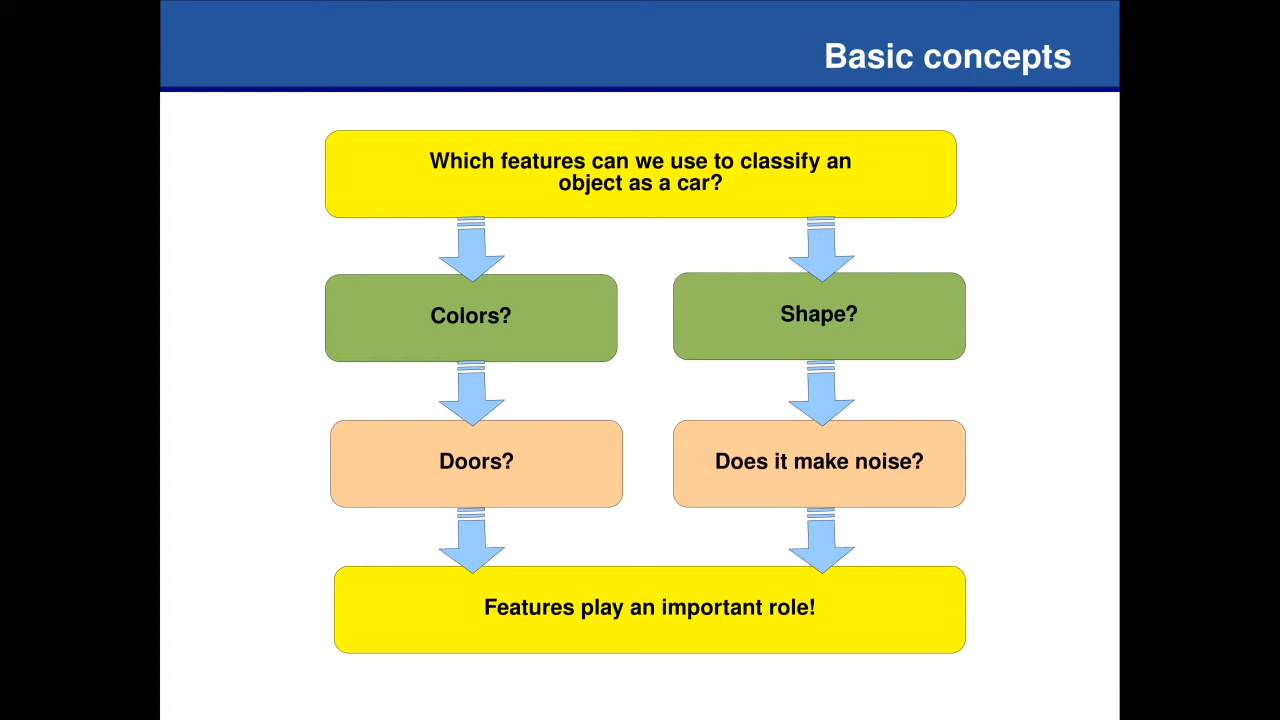 Basic concepts
Which features can we use to classify an
object as a car?
Colors?
Shape?
Doors?
Does it make noise?
Features play an important role!